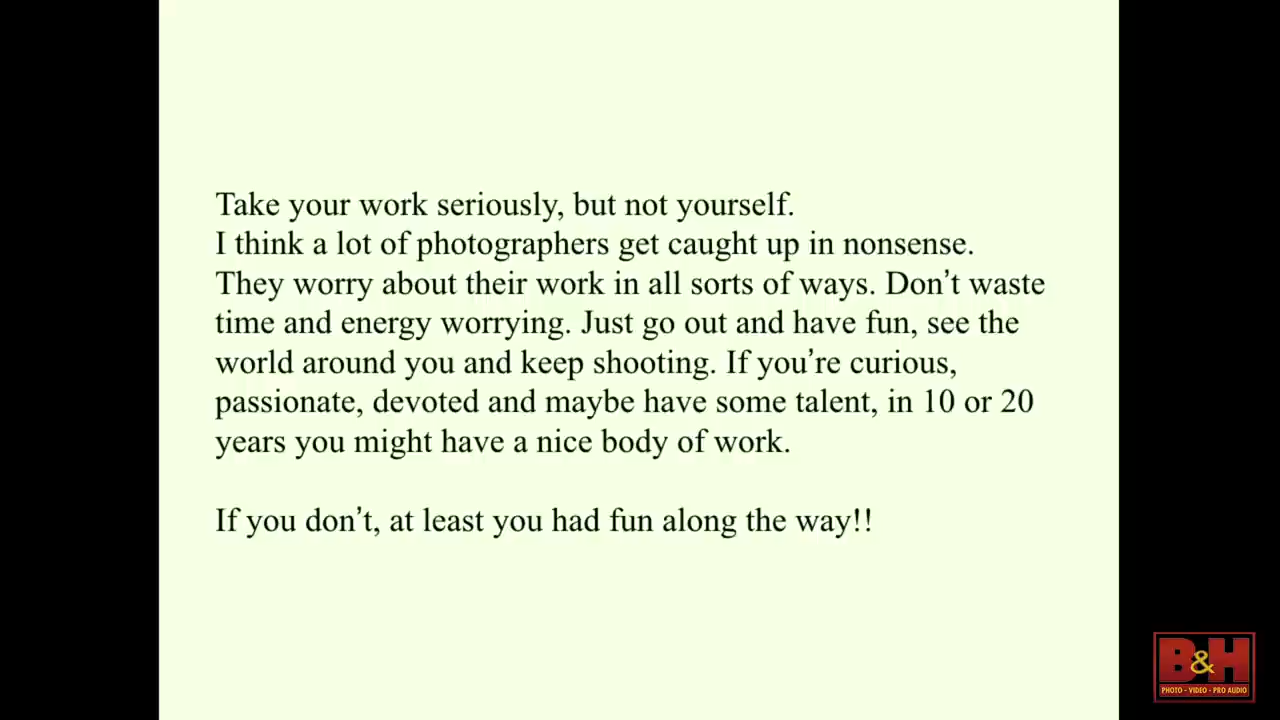 Take your work seriously, but not yourself.
I think a lot of photographers get caught up in nonsense.
They worry about their work in all sorts of ways. Don’t waste
time and energy worrying. Just go out and have fun, see the
world around you and keep shooting. If you’re curious,
passionate, devoted and maybe have some talent, in 10 or 20
years you might have a nice body of work.
If you don’t, at least you had fun along the way!!
B&H
PHOTO - VIDEO - PRO AUDIO